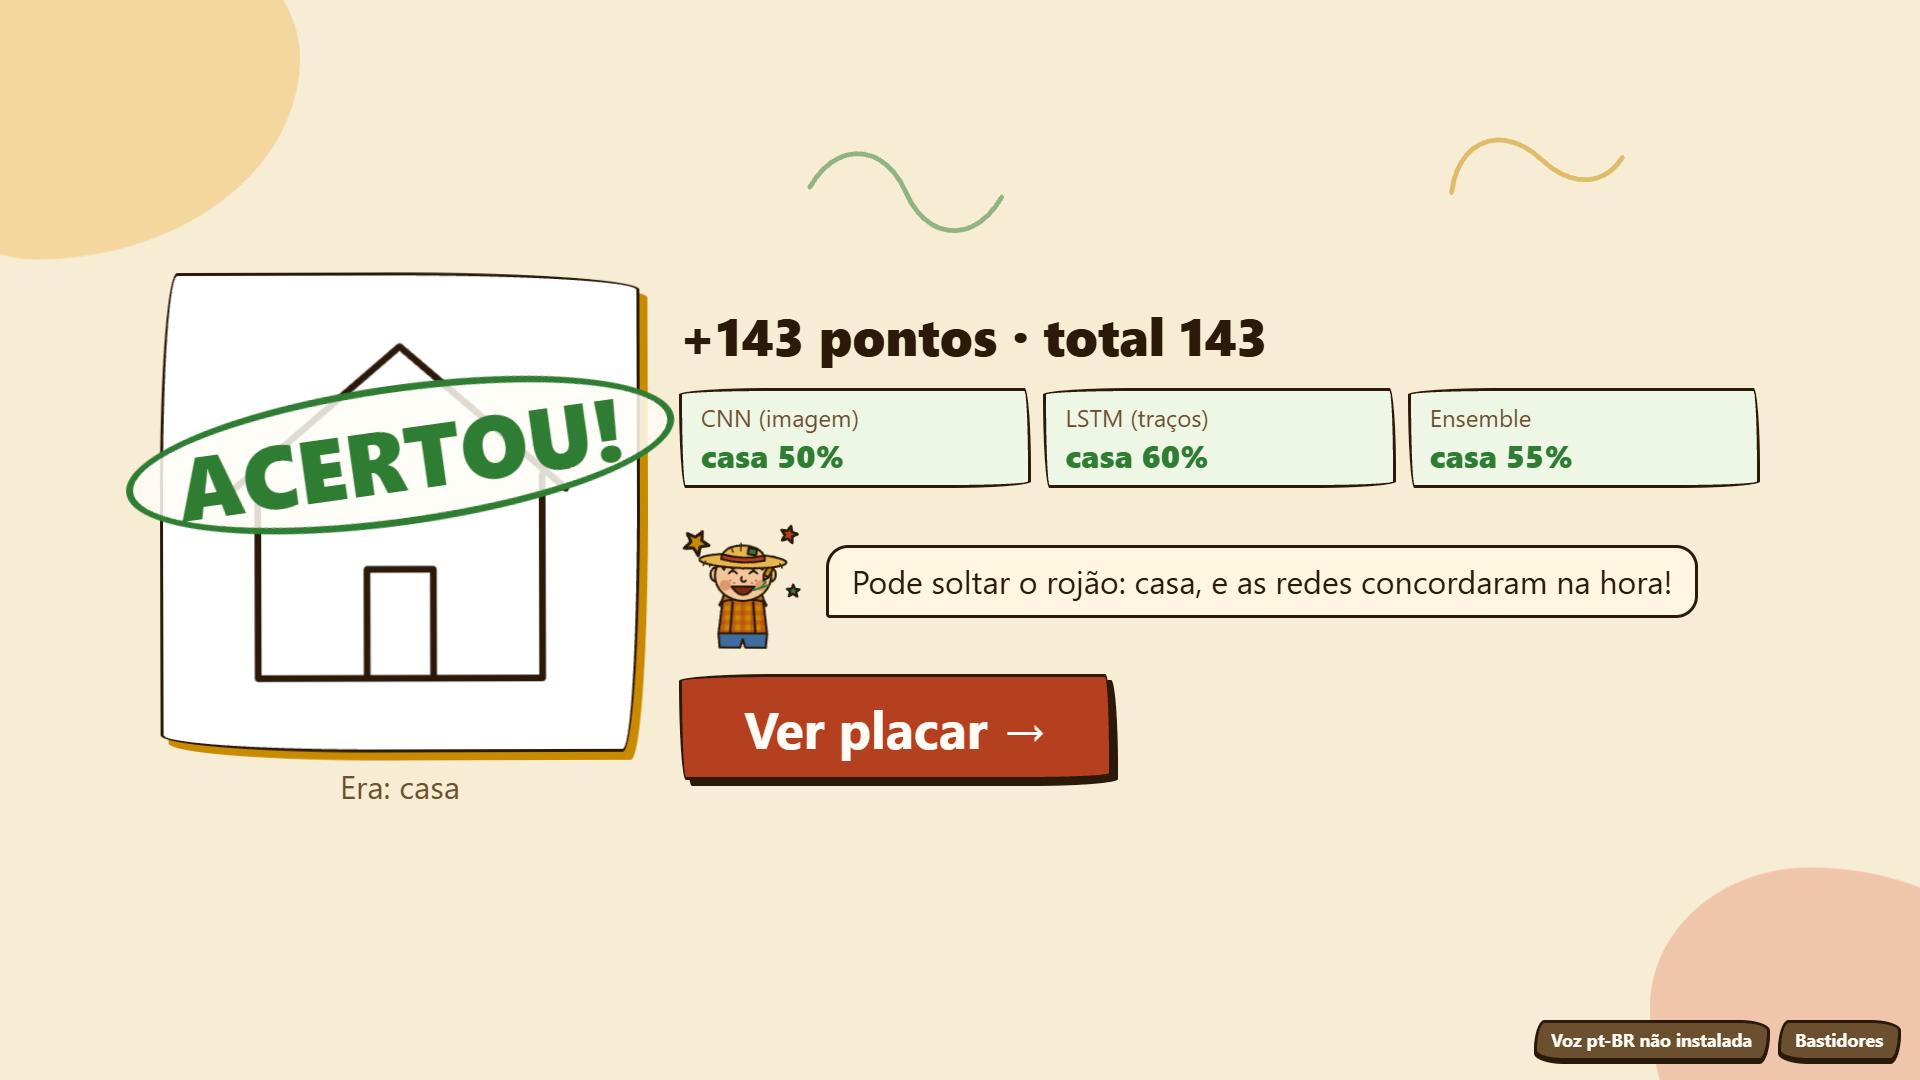 ACERTOU!
Era: casa
+143 pontos · total 143
CNN (imagem)
casa 50%
LSTM (traços)
casa 60%
Ensemble
casa 55%
Pode soltar o rojão: casa, e as redes concordaram na hora!
Ver placar →
Voz pt-BR não instalada
Bastidores